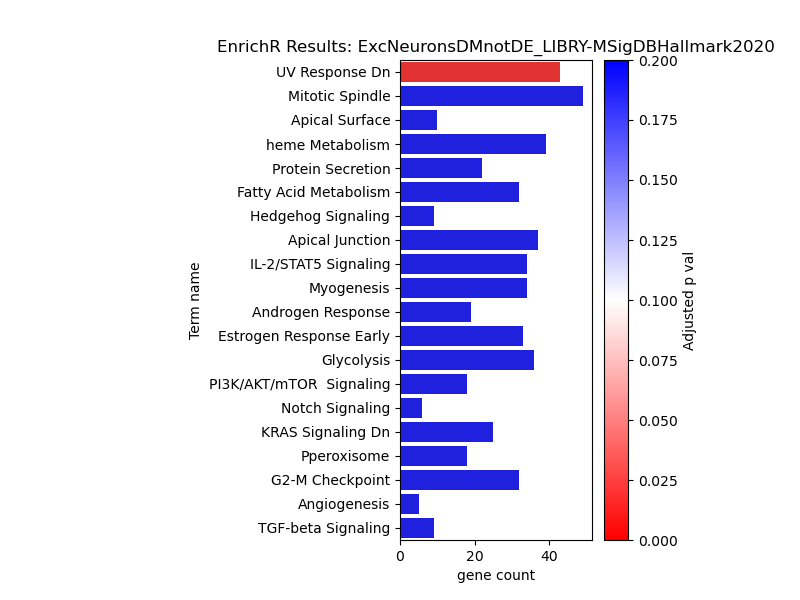 EnrichR Results: ExcNeuronsDMnotDE_LIBRY-MSigDBHallmark2020
Term name
UV Response Dn
Mitotic Spindle
Apical Surface
heme Metabolism
Protein Secretion
Fatty Acid Metabolism
Hedgehog Signaling
Apical Junction
IL-2/STAT5 Signaling
Myogenesis
Androgen Response
Estrogen Response Early
Glycolysis
PI3K/AKT/mTOR  Signaling
Notch Signaling
KRAS Signaling Dn
Pperoxisome
G2-M Checkpoint
Angiogenesis
TGF-beta Signaling
0 20 40
gene count
0.200
0.175
0.150
0.125
0.100
0.075
0.050
0.025
0.000
Adjusted p val